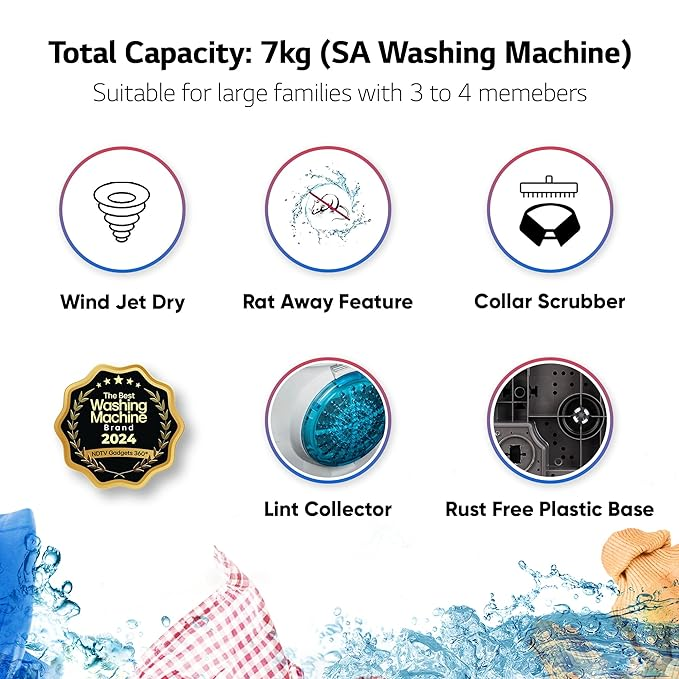 Total Capacity: 7kg (SA Washing Machine)
Suitable for large families with 3 to 4 memebers
Wind Jet Dry
Rat Away Feature
Collar Scrubber
The Best
Washing
Machine
Brand
2024
NDTV Gadgets 360°
Lint Collector
Rust Free Plastic Base